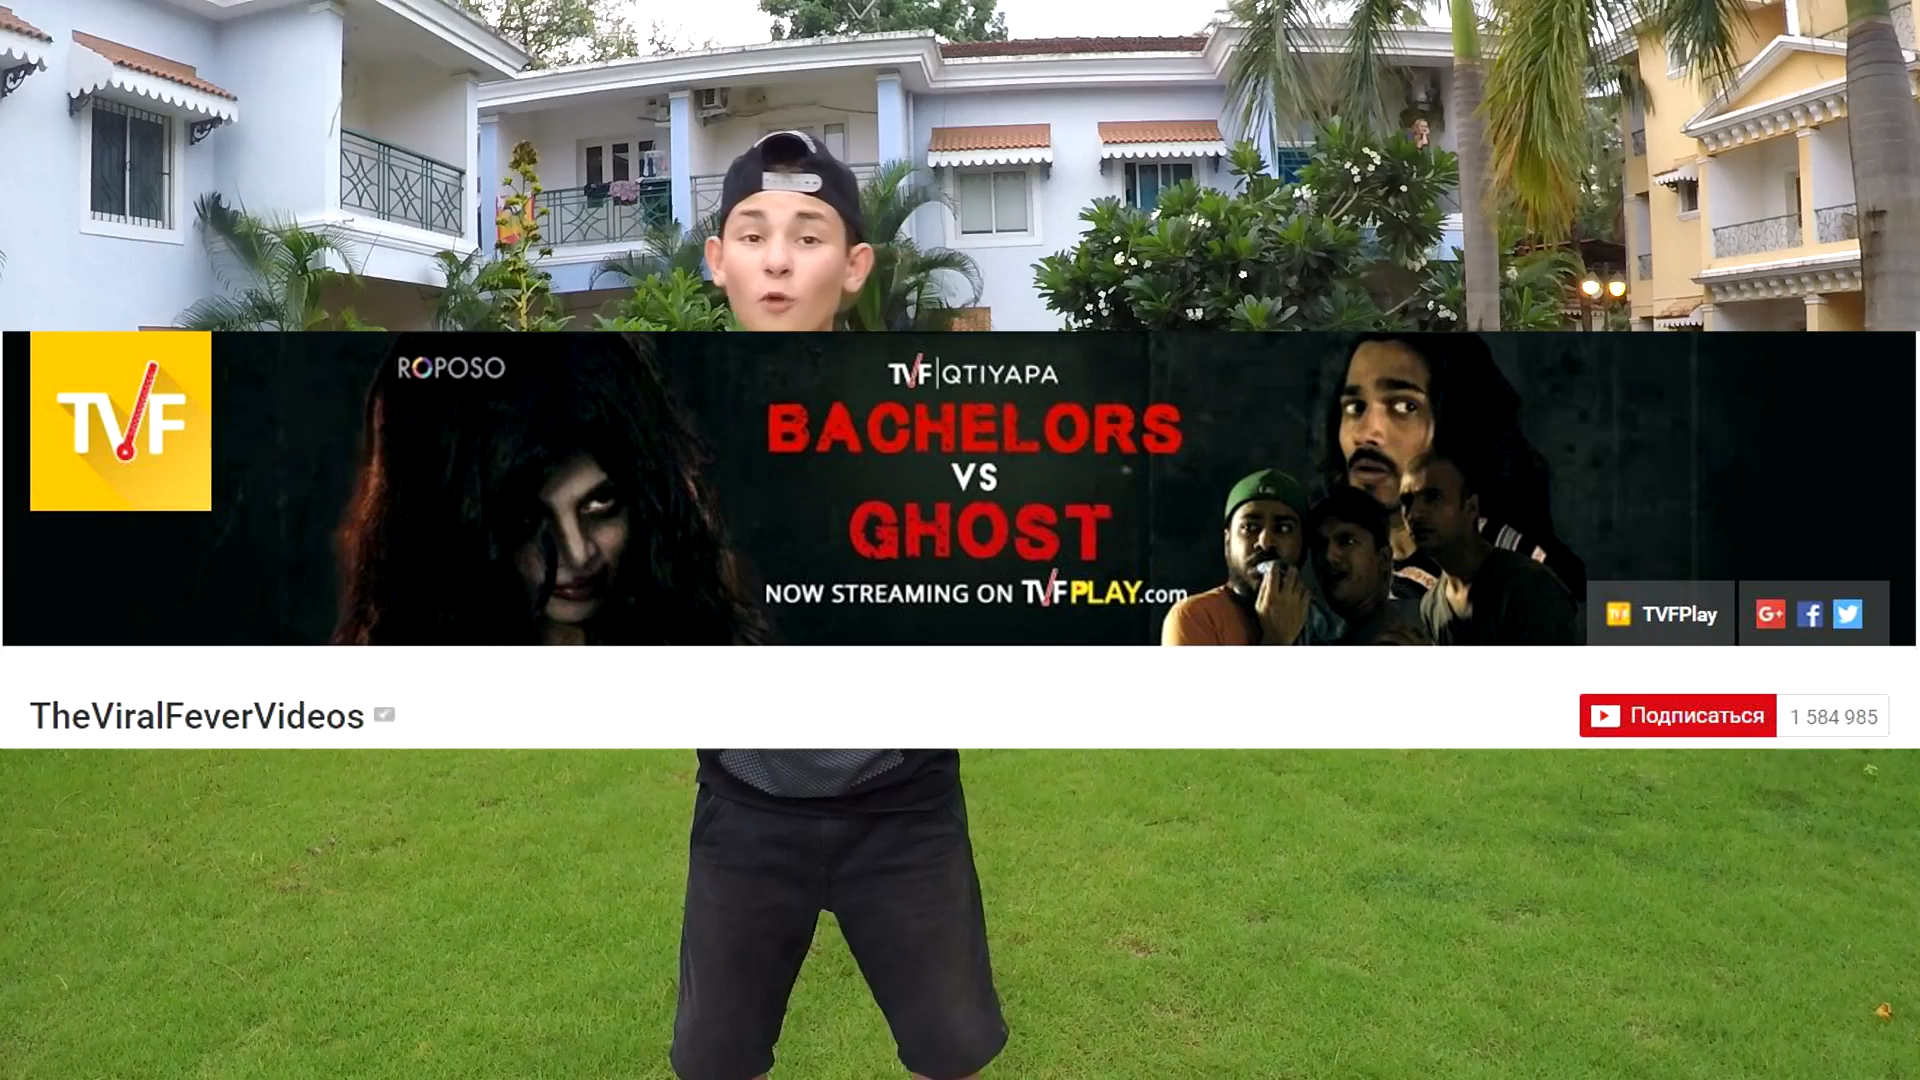 TVF
ROPOSO
TVF|QTIYAPA
BACHELORS
VS
GHOST
NOW STREAMING ON TVFPLAY.com
TVFPlay
G+
TheViralFeverVideos
Подписаться
1 584 985